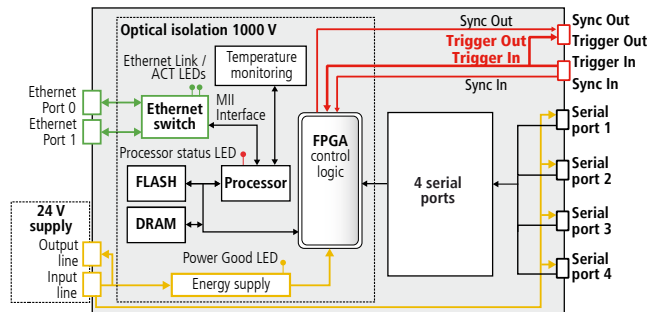 Optical isolation 1000 V
Sync Out
Sync Out
Trigger Out
Trigger Out
Trigger In
Trigger In
Sync In
Sync In
Ethernet Link /
ACT LEDs
Temperature
monitoring
Ethernet
Port 0
Ethernet
Port 1
Ethernet
switch
MII
Interface
FPGA
control
logic
Processor status LED
FLASH
Processor
DRAM
4 serial
ports
Serial
port 1
Serial
port 2
Serial
port 3
Serial
port 4
24 V
supply
Output
line
Input
line
Power Good LED
Energy supply